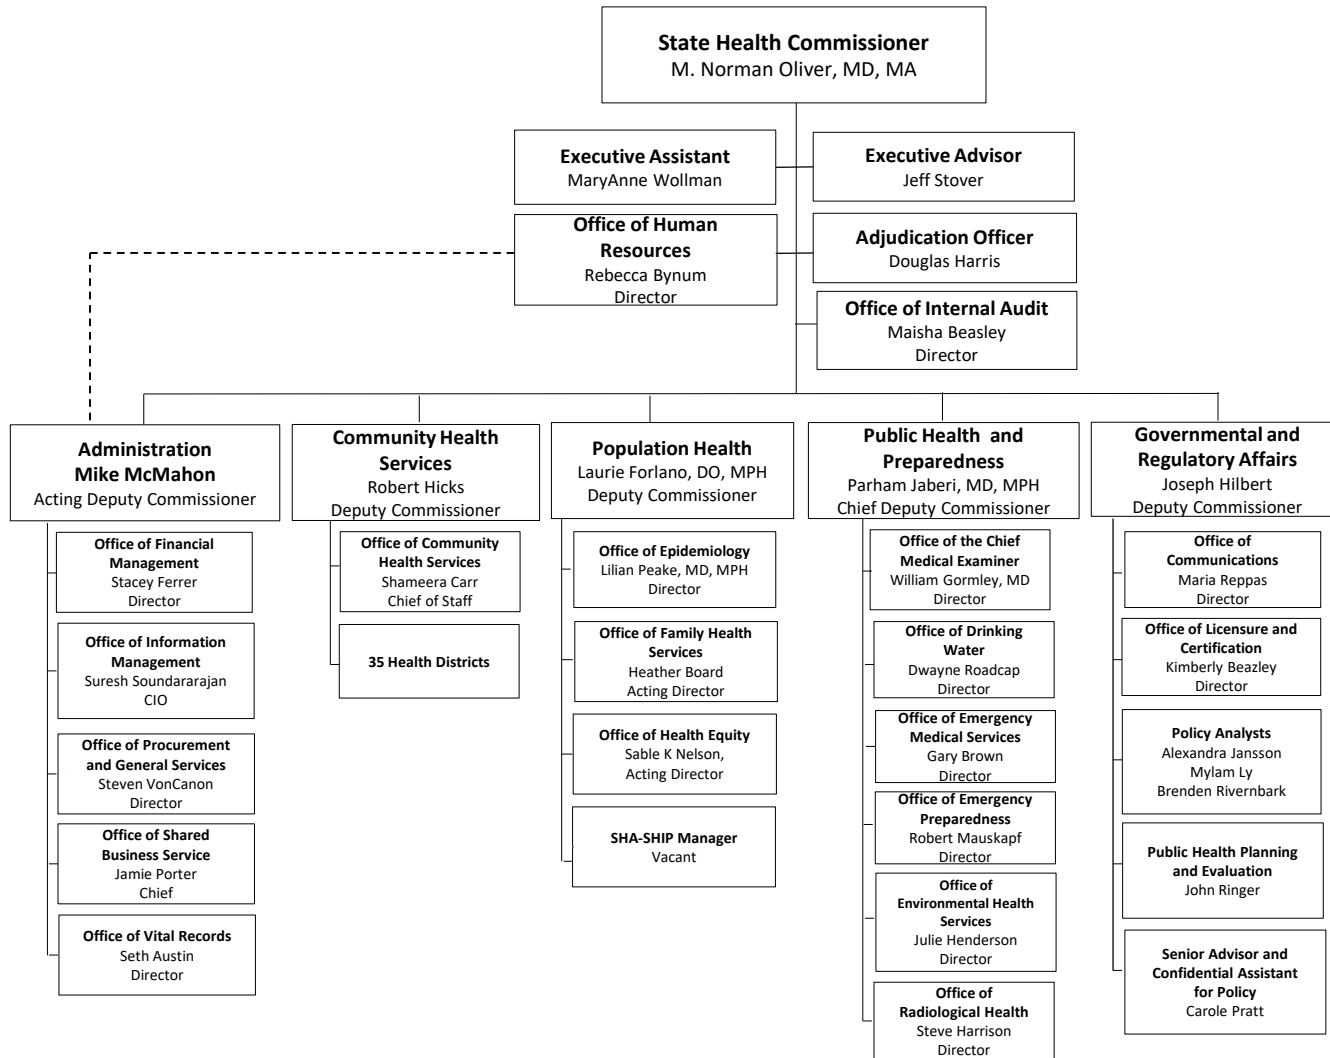 State Health Commissioner
M. Norman Oliver, MD, MA
Executive Assistant
MaryAnne Wollman
Executive Advisor
Jeff Stover
Office of Human
Resources
Rebecca Bynum
Director
Adjudication Officer
Douglas Harris
Office of Internal Audit
Maisha Beasley
Director
Administration
Mike McMahon
Acting Deputy Commissioner
Office of Financial
Management
Stacey Ferrer
Director
Office of Information
Management
Suresh Soundararajan
CIO
Office of Procurement
and General Services
Steven VonCanon
Director
Office of Shared
Business Service
Jamie Porter
Chief
Office of Vital Records
Seth Austin
Director
Community Health
Services
Robert Hicks
Deputy Commissioner
Office of Community
Health Services
Shameera Carr
Chief of Staff
35 Health Districts
Population Health
Laurie Forlano, DO, MPH
Deputy Commissioner
Office of Epidemiology
Lilian Peake, MD, MPH
Director
Office of Family Health
Services
Heather Board
Acting Director
Office of Health Equity
Sable K Nelson,
Acting Director
SHA-SHIP Manager
Vacant
Public Health and
Preparedness
Parham Jaberi, MD, MPH
Chief Deputy Commissioner
Office of the Chief
Medical Examiner
William Gormley, MD
Director
Office of Drinking
Water
Dwayne Roadcap
Director
Office of Emergency
Medical Services
Gary Brown
Director
Office of Emergency
Preparedness
Robert Mauskapf
Director
Office of
Environmental Health
Services
Julie Henderson
Director
Office of
Radiological Health
Steve Harrison
Director
Governmental and
Regulatory Affairs
Joseph Hilbert
Deputy Commissioner
Office of
Communications
Maria Reppas
Director
Office of Licensure and
Certification
Kimberly Beazley
Director
Policy Analysts
Alexandra Jansson
Mylam Ly
Brenden Rivernbark
Public Health Planning
and Evaluation
John Ringer
Senior Advisor and
Confidential Assistant
for Policy
Carole Pratt